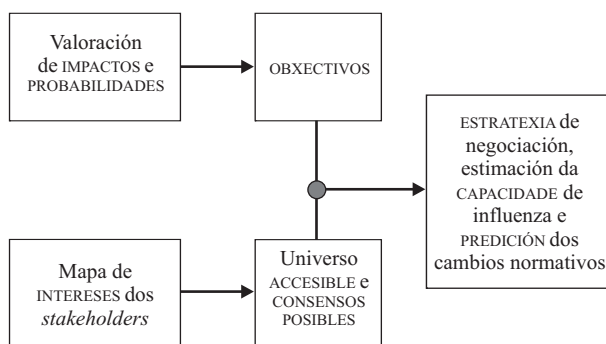 Valoración
de IMPACTOS e
PROBABILIDADES
OBXECTIVOS
ESTRATEXIA de
negociación,
estimación da
CAPACIDADE de
influenza e
PREDICIÓN dos
cambios normativos
Mapa de
INTERESES dos
stakeholders
Universo
ACCESIBLE e
CONSENSOS
POSIBLES